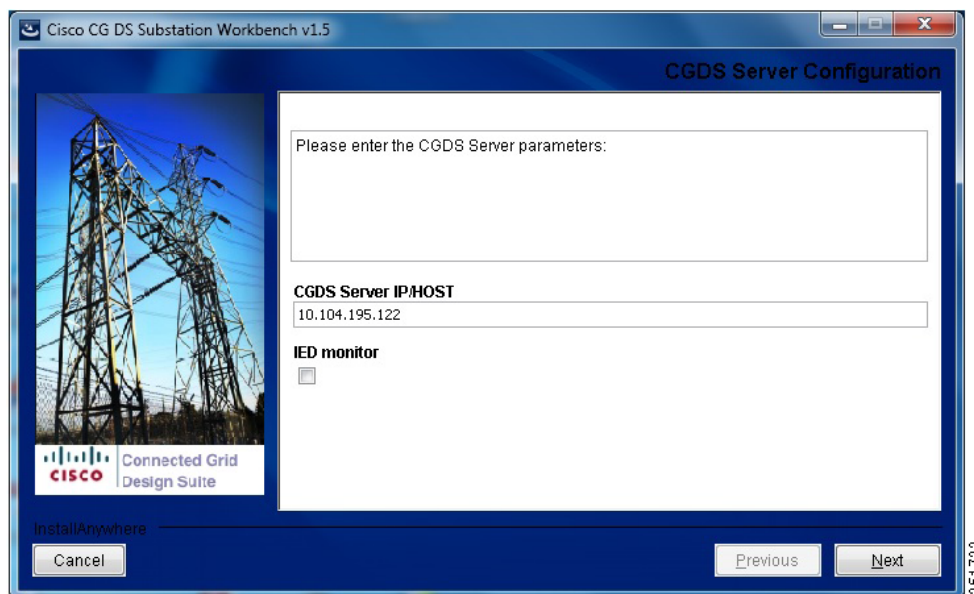 Cisco CG DS Substation Workbench v1.5
CGDS Server Configuration
Please enter the CGDS Server parameters:
CGDS Server IP/HOST
10.104.195.122
IED monitor
CISCO
Connected Grid
Design Suite
InstallAnywhere
Cancel
Previous
Next